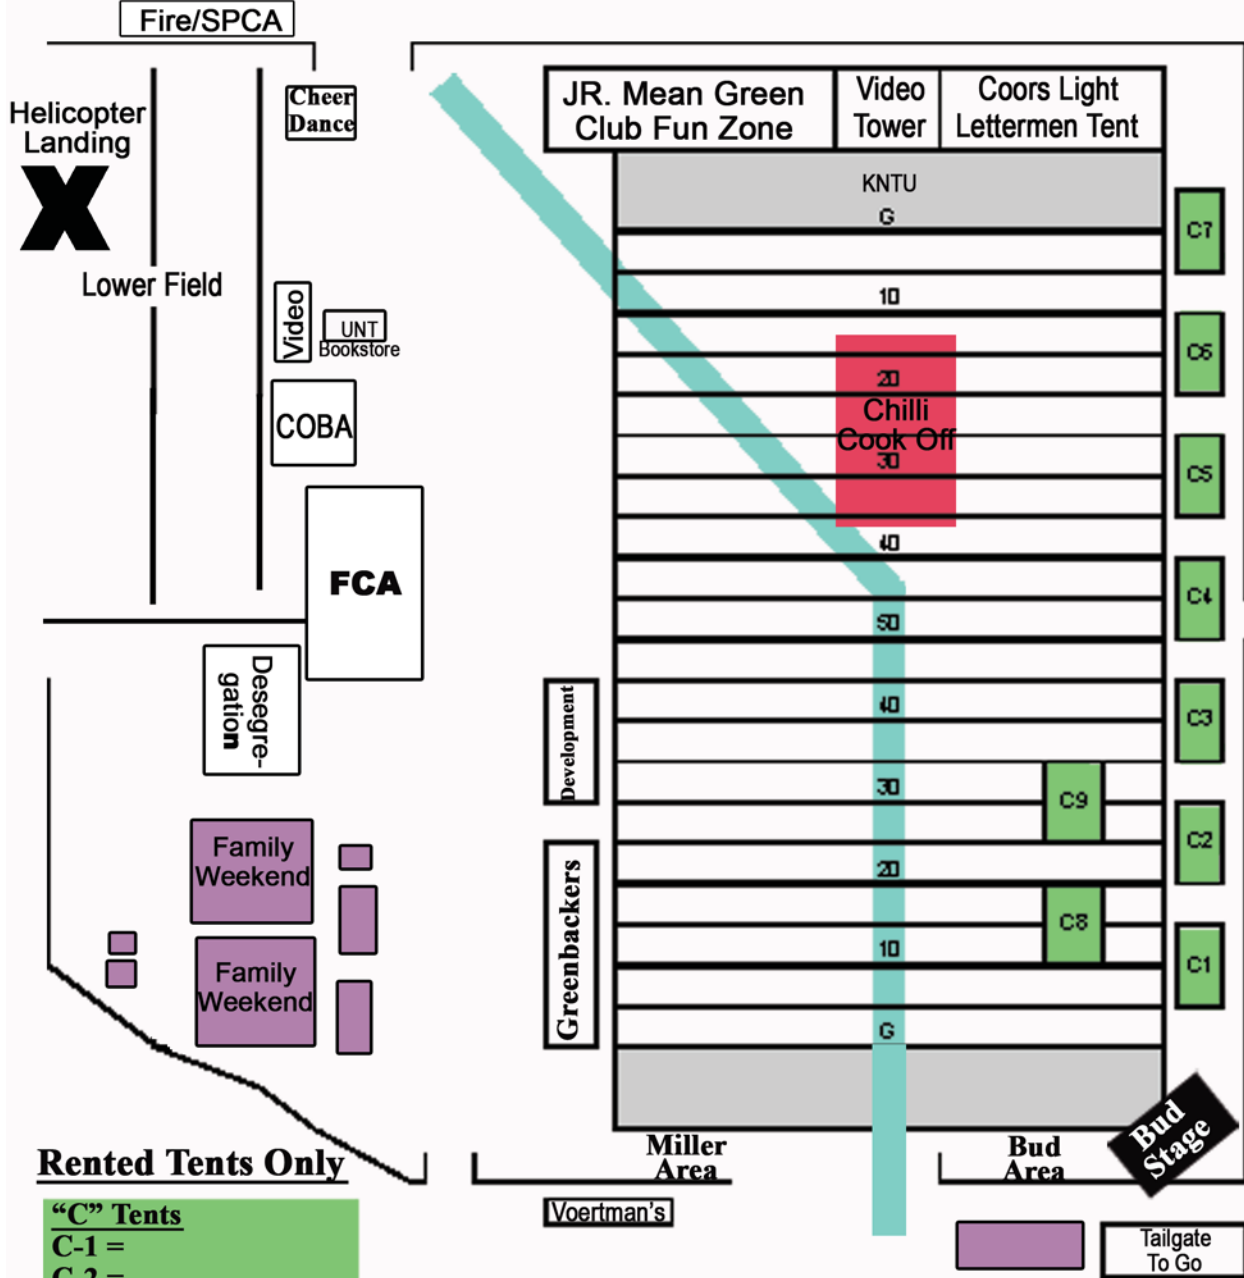 Fire/SPCA
Helicopter
Landing
X
Cheer
Dance
JR. Mean Green
Club Fun Zone
Video
Tower
Coors Light
Lettermen Tent
KNTU
G
C7
Lower Field
10
Video
UNT
Bookstore
C6
20
Chilli
Cook Off
30
COBA
C5
40
FCA
C4
50
Desegre-
gation
Development
40
C3
30
C9
C2
Family
Weekend
20
Greenbackers
C8
10
C1
Family
Weekend
G
Bud
Stage
Miller
Area
Bud
Area
Rented Tents Only
Voertman's
“C” Tents
C-1 =
C-2 =
Tailgate
To Go